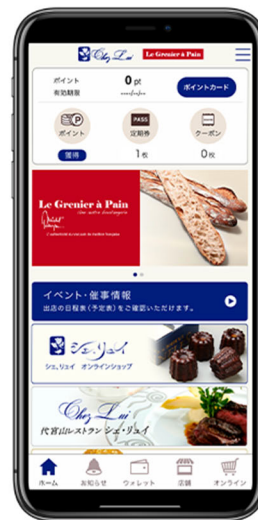 Chez Lui
Le Grenier à Pain
ポイント
0 pt
有効期限
ポイントカード
PASS
ポイント
定期券
クーポン
獲得
1枚
0枚
Le Grenier à Pain
イベント・催事情報
出店の日程表(予定表)をご確認いただけます。
シェ・リュイ
シェ・リュイ オンラインショップ
Chez Lui
代官山レストラン シェ・リュイ
ホーム
お知らせ
ウォレット
店舗
オンライン